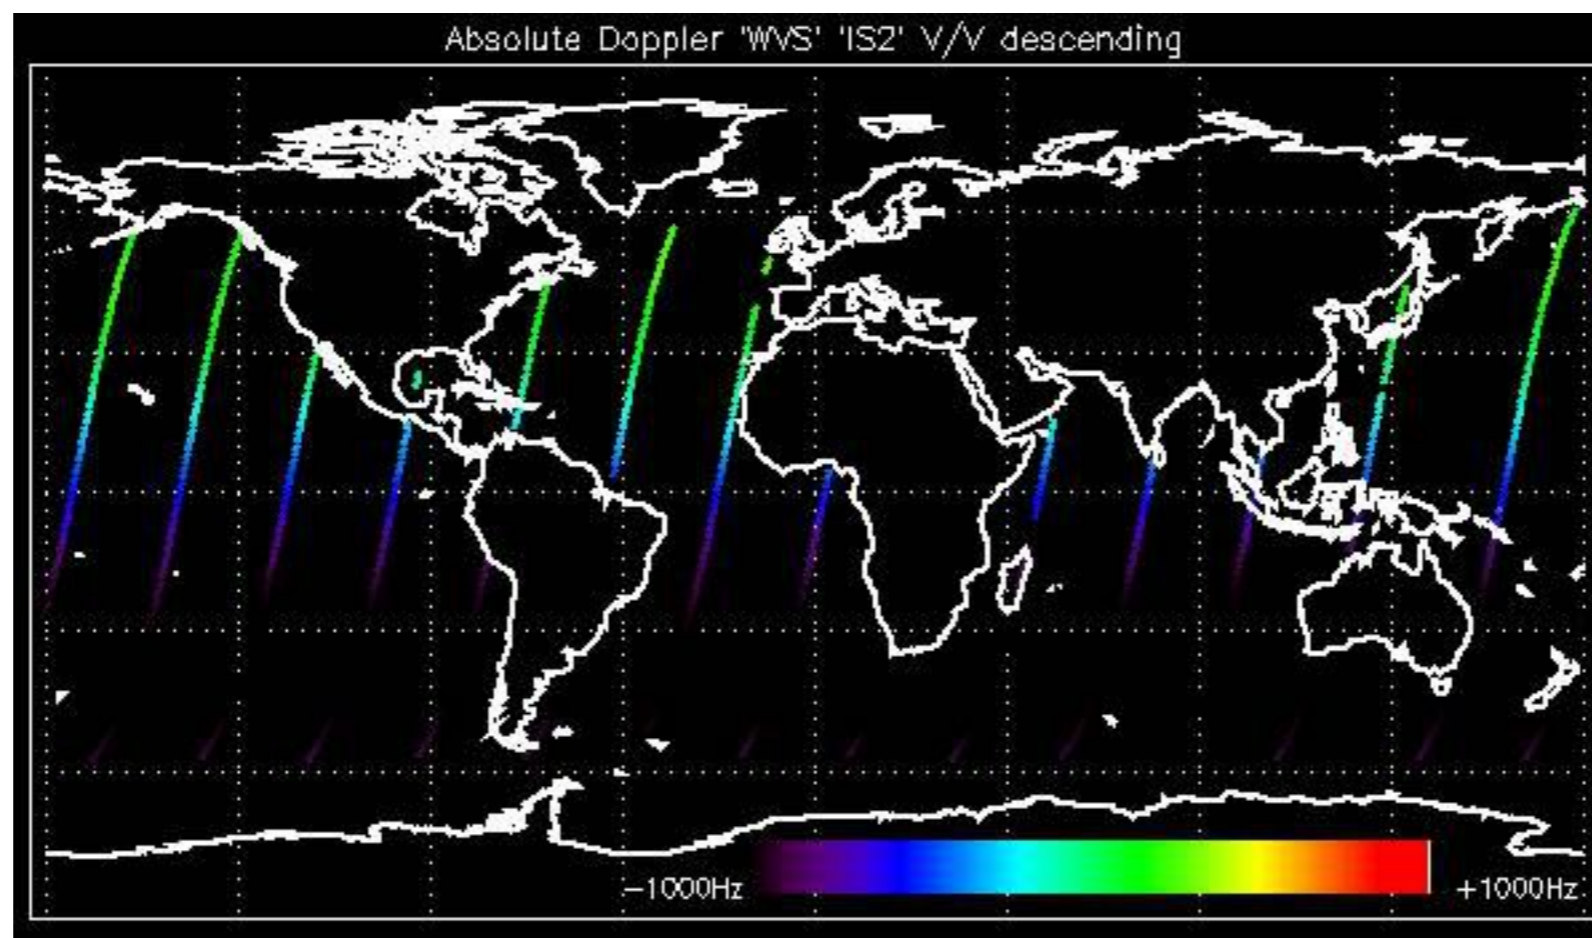 Absolute Doppler 'WVS' 'IS2' V/V descending
−1000Hz
+1000Hz